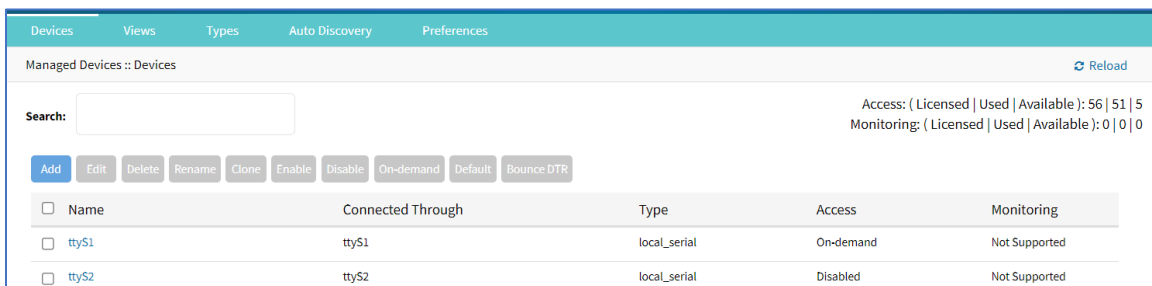 Devices Views Types Auto Discovery Preferences
Managed Devices :: Devices Reload
Access: ( Licensed | Used | Available ): 56 | 51 | 5
Search:
Monitoring: ( Licensed | Used | Available ): 0 | 0 | 0
Add Edit Delete Rename Clone Enable Disable On-demand Default Bounce DTR
Name Connected Through Type Access Monitoring
ttyS1 ttyS1 local_serial On-demand Not Supported
ttyS2 ttyS2 local_serial Disabled Not Supported